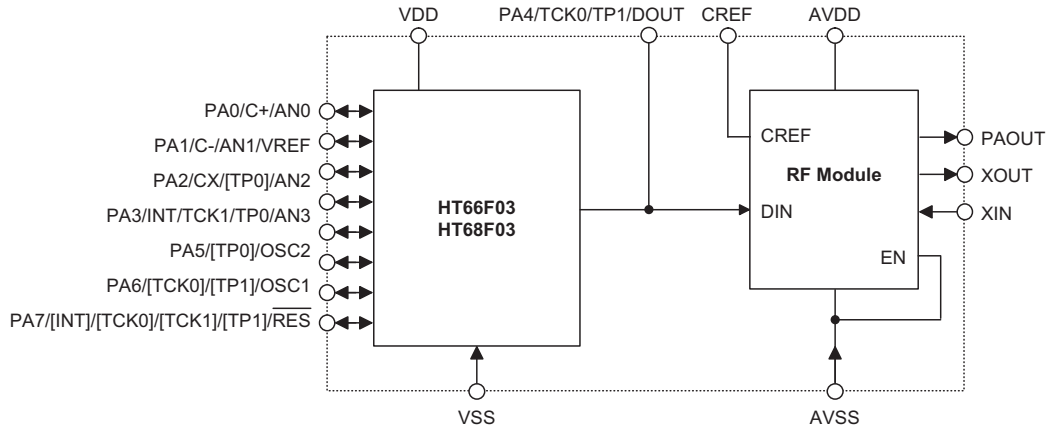 VDD
PA4/TCK0/TP1/DOUT
CREF
AVDD
PA0/C+/AN0
PA1/C-/AN1/VREF
PA2/CX/[TP0]/AN2
PA3/INT/TCK1/TP0/AN3
PA5/[TP0]/OSC2
PA6/[TCK0]/[TP1]/OSC1
PA7/[INT]/[TCK0]/[TCK1]/[TP1]/RES
HT66F03
HT68F03
CREF
RF Module
DIN
EN
PAOUT
XOUT
XIN
VSS
AVSS